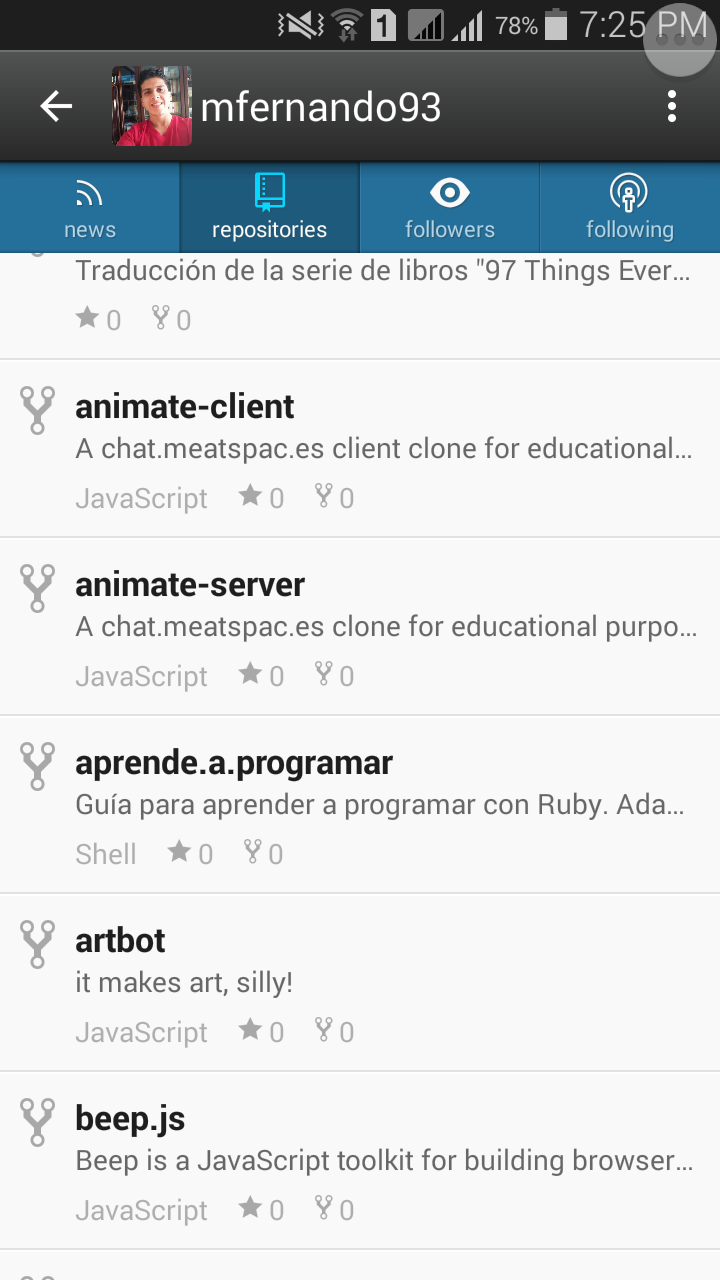 1 78% 7:25 PM
mfernando93
news repositories followers following
Traducción de la serie de libros "97 Things Ever...
0 0
animate-client
A chat.meatspac.es client clone for educational...
JavaScript 0 0
animate-server
A chat.meatspac.es clone for educational purpo...
JavaScript 0 0
aprende.a.programar
Guía para aprender a programar con Ruby. Ada...
Shell 0 0
artbot
it makes art, silly!
JavaScript 0 0
beep.js
Beep is a JavaScript toolkit for building browser...
JavaScript 0 0